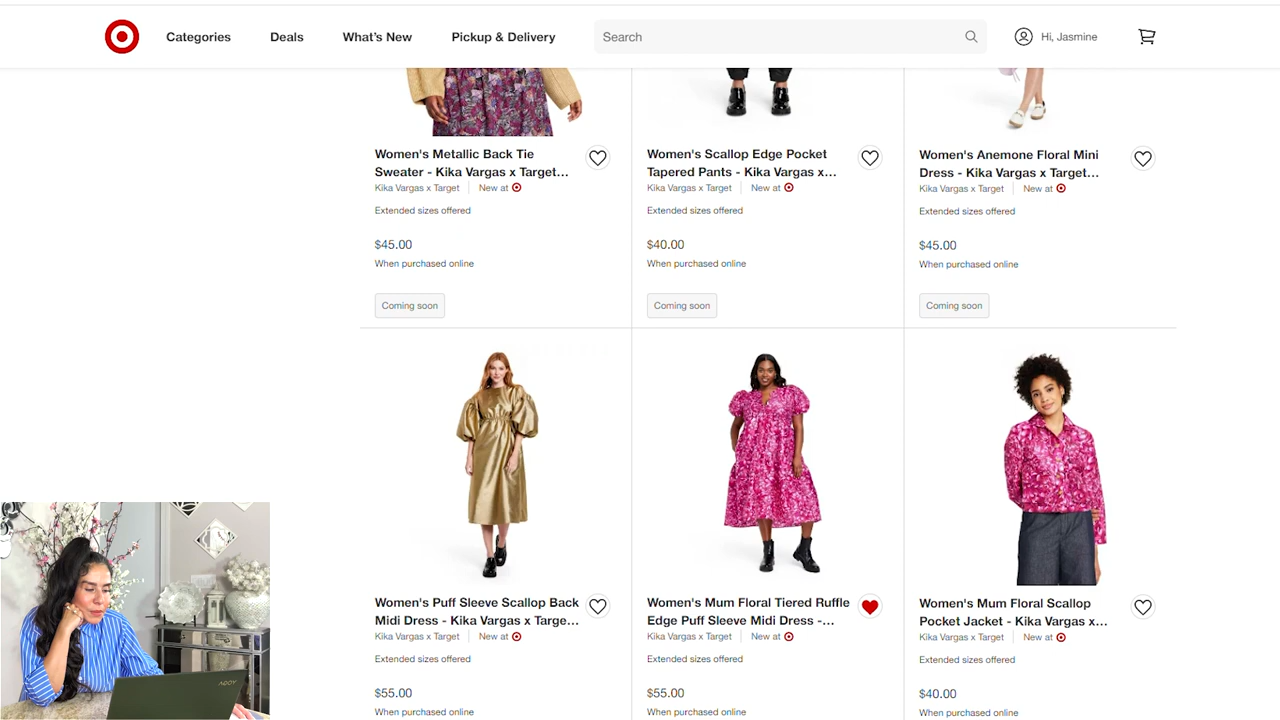 Categories
Deals
What's New
Pickup & Delivery
Search
Hi, Jasmine
Women's Metallic Back Tie
Sweater - Kika Vargas x Target...
Kika Vargas x Target
New at
Extended sizes offered
$45.00
When purchased online
Coming soon
Women's Scallop Edge Pocket
Tapered Pants - Kika Vargas x...
Kika Vargas x Target
New at
Extended sizes offered
$40.00
When purchased online
Coming soon
Women's Anemone Floral Mini
Dress - Kika Vargas x Target...
Kika Vargas x Target
New at
Extended sizes offered
$45.00
When purchased online
Coming soon
Women's Puff Sleeve Scallop Back
Midi Dress - Kika Vargas x Targe...
Kika Vargas x Target
New at
Extended sizes offered
$55.00
When purchased online
Women's Mum Floral Tiered Ruffle
Edge Puff Sleeve Midi Dress -...
Kika Vargas x Target
New at
Extended sizes offered
$55.00
When purchased online
Women's Mum Floral Scallop
Pocket Jacket - Kika Vargas x...
Kika Vargas x Target
New at
Extended sizes offered
$40.00
When purchased online